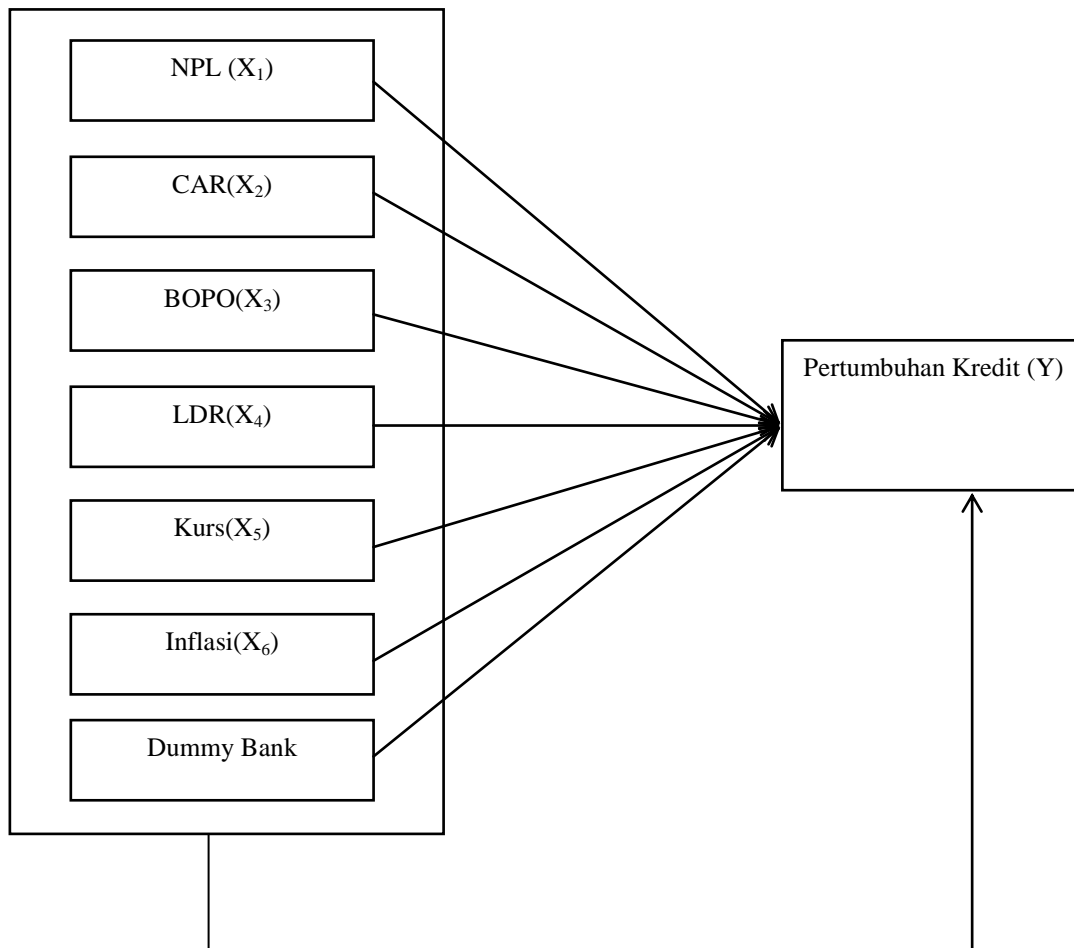 NPL (X₁)
CAR(X₂)
BOPO(X₃)
LDR(X₄)
Kurs(X₅)
Inflasi(X₆)
Dummy Bank
Pertumbuhan Kredit (Y)